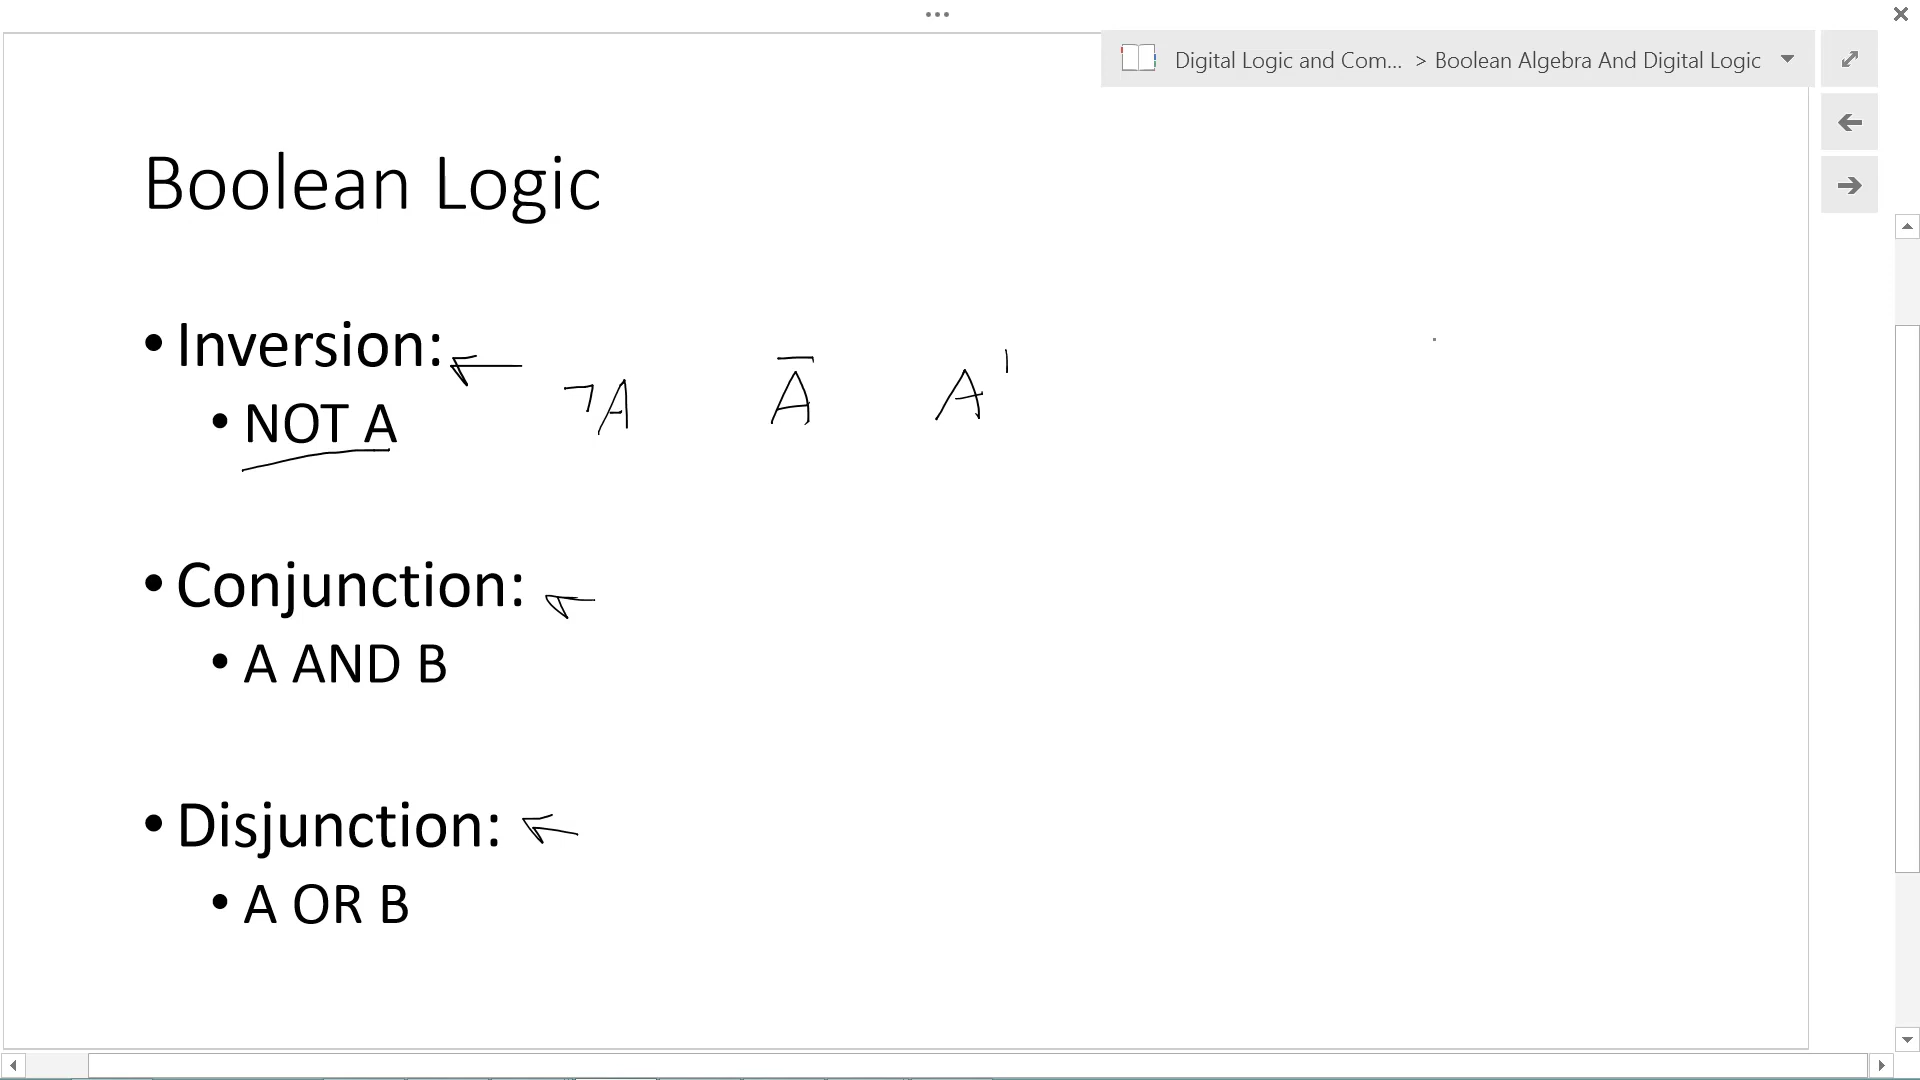 Digital Logic and Com... > Boolean Algebra And Digital Logic
Boolean Logic
• Inversion:
¬A Ā A'
• NOT A
• Conjunction:
• A AND B
• Disjunction:
• A OR B